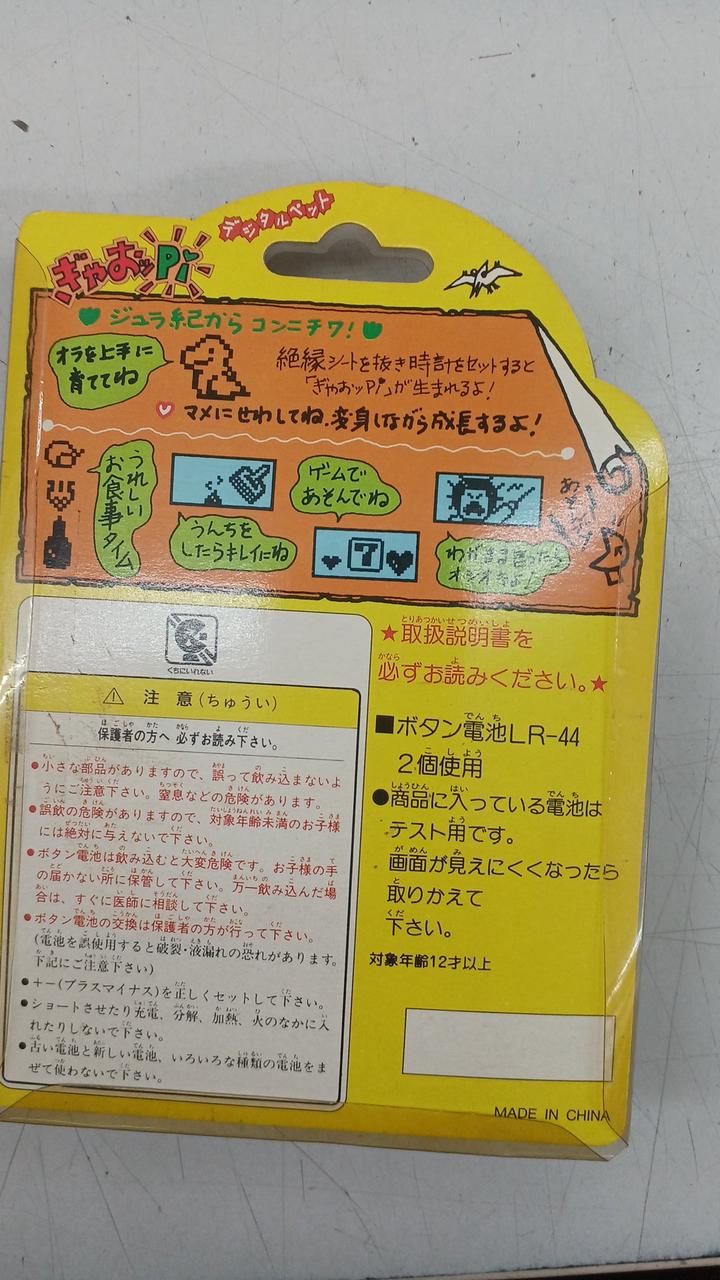 デジタルペット
ぎゃおッPi
ジュラ紀からコンニチワ!
オラを上手に
育ててね
絶縁シートを抜き時計をセットすると
「ぎゃおッPi」が生まれるよ!
マメにせわしてね。変身しながら成長するよ!
うれしい
お食事タイム
うんちを
したらキレイにね
ゲームで
あそんでね
7
わがまま言ったら
オシオキよ!
くちにいれない
注意(ちゅうい)
保護者の方へ 必ずお読み下さい。
●小さな部品がありますので、誤って飲み込まないよ
うにご注意下さい。窒息などの危険があります。
●誤飲の危険がありますので、対象年齢未満のお子様
には絶対に与えないで下さい。
●ボタン電池は飲み込むと大変危険です。お子様の手
の届かない所に保管して下さい。万一飲み込んだ場
合は、すぐに医師に相談して下さい。
●ボタン電池の交換は保護者の方が行って下さい。
(電池を誤使用すると破裂・液漏れの恐れがあります。
下記にご注意下さい)
●+-(プラスマイナス)を正しくセットして下さい。
●ショートさせたり充電、分解、加熱、火のなかに入
れたりしないで下さい。
●古い電池と新しい電池、いろいろな種類の電池をま
ぜて使わないで下さい。
★取扱説明書を
必ずお読みください。★
■ボタン電池LR-44
2個使用
●商品に入っている電池は
テスト用です。
画面が見えにくくなったら
取りかえて
下さい。
対象年齢12才以上
MADE IN CHINA